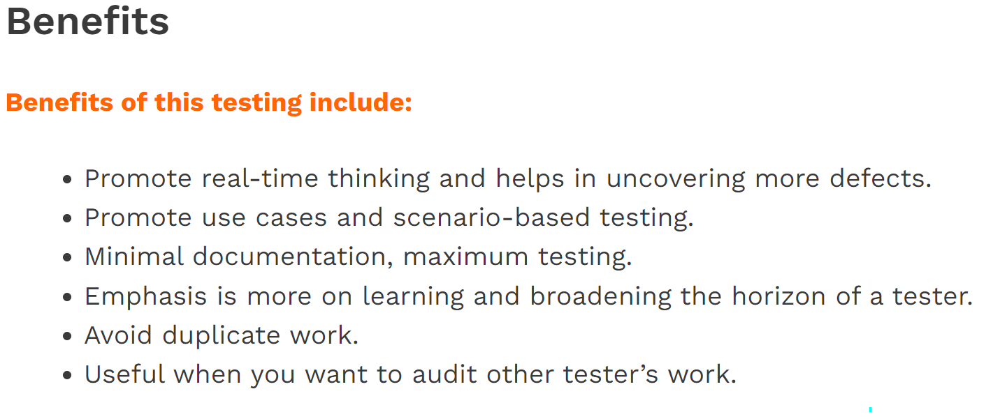 Benefits
Benefits of this testing include:
• Promote real-time thinking and helps in uncovering more defects.
• Promote use cases and scenario-based testing.
• Minimal documentation, maximum testing.
• Emphasis is more on learning and broadening the horizon of a tester.
• Avoid duplicate work.
• Useful when you want to audit other tester’s work.